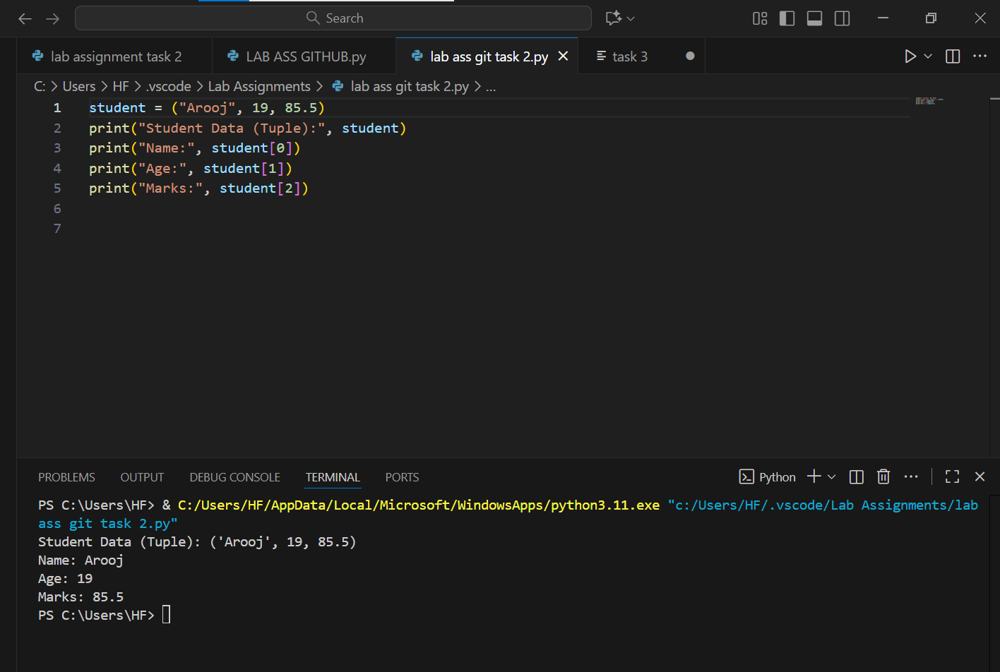 Search
lab assignment task 2
LAB ASS GITHUB.py
lab ass git task 2.py
task 3
C: > Users > HF > .vscode > Lab Assignments > lab ass git task 2.py > ...
1 student = ("Arooj", 19, 85.5)
2 print("Student Data (Tuple):", student)
3 print("Name:", student[0])
4 print("Age:", student[1])
5 print("Marks:", student[2])
6
7
PROBLEMS OUTPUT DEBUG CONSOLE TERMINAL PORTS
Python
PS C:\Users\HF> & C:/Users/HF/AppData/Local/Microsoft/WindowsApps/python3.11.exe "c:/Users/HF/.vscode/Lab Assignments/lab
ass git task 2.py"
Student Data (Tuple): ('Arooj', 19, 85.5)
Name: Arooj
Age: 19
Marks: 85.5
PS C:\Users\HF>